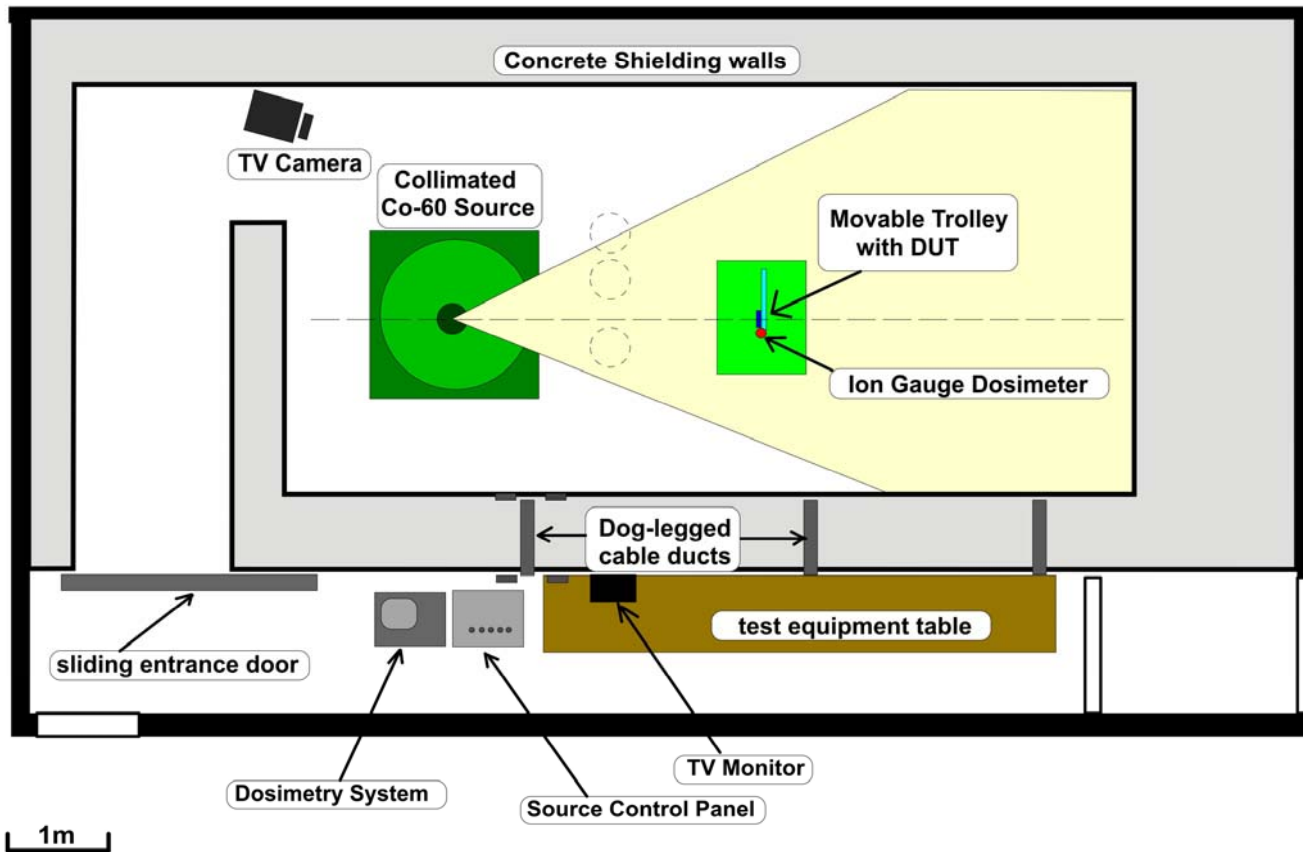 Concrete Shielding walls
TV Camera
Collimated
Co-60 Source
Movable Trolley
with DUT
Ion Gauge Dosimeter
Dog-legged
cable ducts
test equipment table
sliding entrance door
TV Monitor
Dosimetry System
Source Control Panel
1m